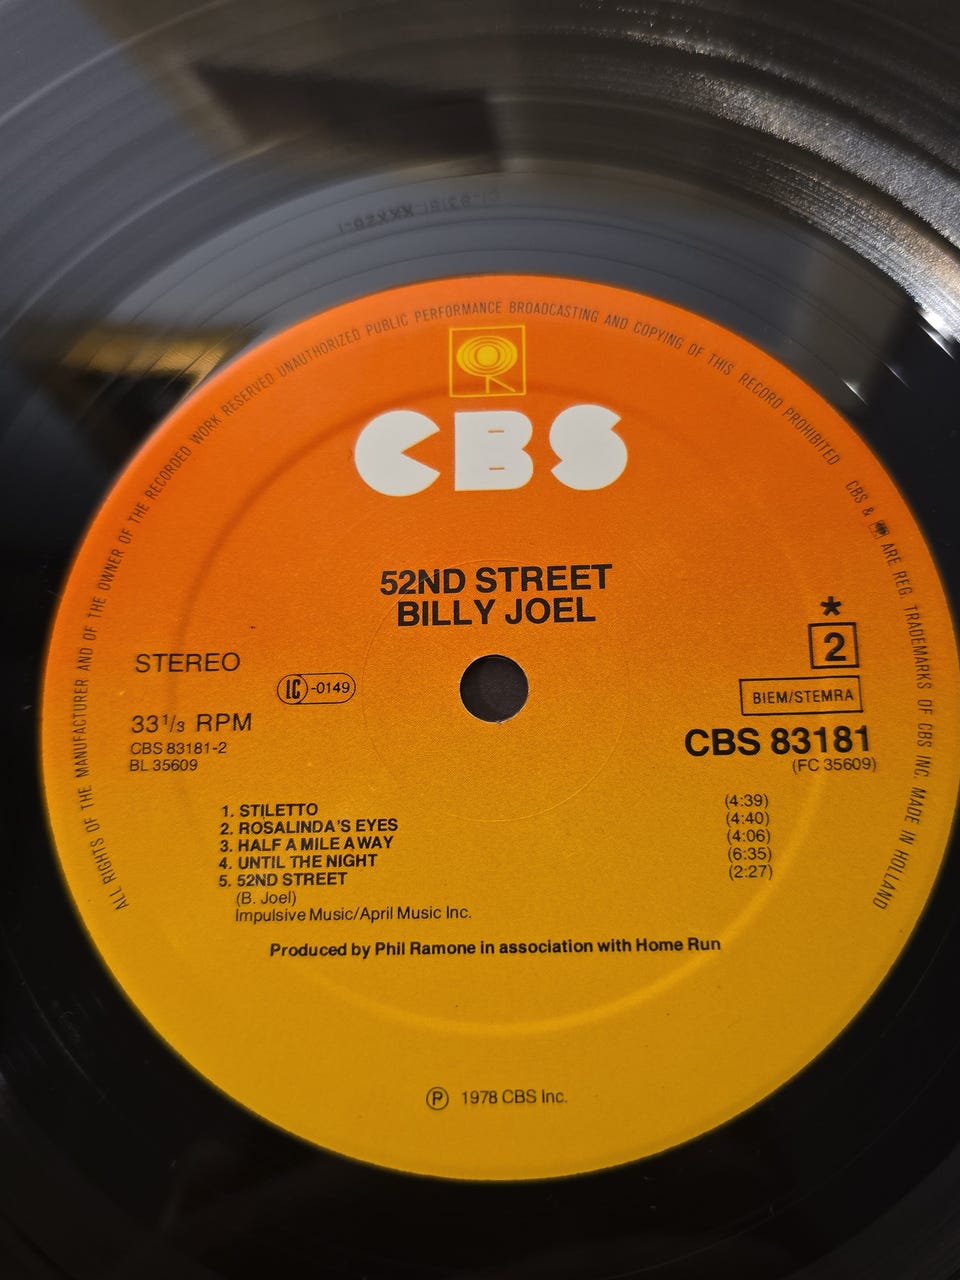 ALL RIGHTS OF THE MANUFACTURER AND OF THE OWNER OF THE RECORDED WORK RESERVED UNAUTHORIZED PUBLIC PERFORMANCE BROADCASTING AND COPYING OF THIS RECORD PROHIBITED
CBS & ARE REG. TRADEMARKS OF CBS INC. MADE IN HOLLAND
CBS
52ND STREET
BILLY JOEL
STEREO
LC-0149
33 1/3 RPM
CBS 83181-2
BL 35609
*
2
BIEM/STEMRA
CBS 83181
(FC 35609)
1. STILETTO (4:39)
2. ROSALINDA'S EYES (4:40)
3. HALF A MILE AWAY (4:06)
4. UNTIL THE NIGHT (6:35)
5. 52ND STREET (2:27)
(B. Joel)
Impulsive Music/April Music Inc.
Produced by Phil Ramone in association with Home Run
Ⓟ 1978 CBS Inc.